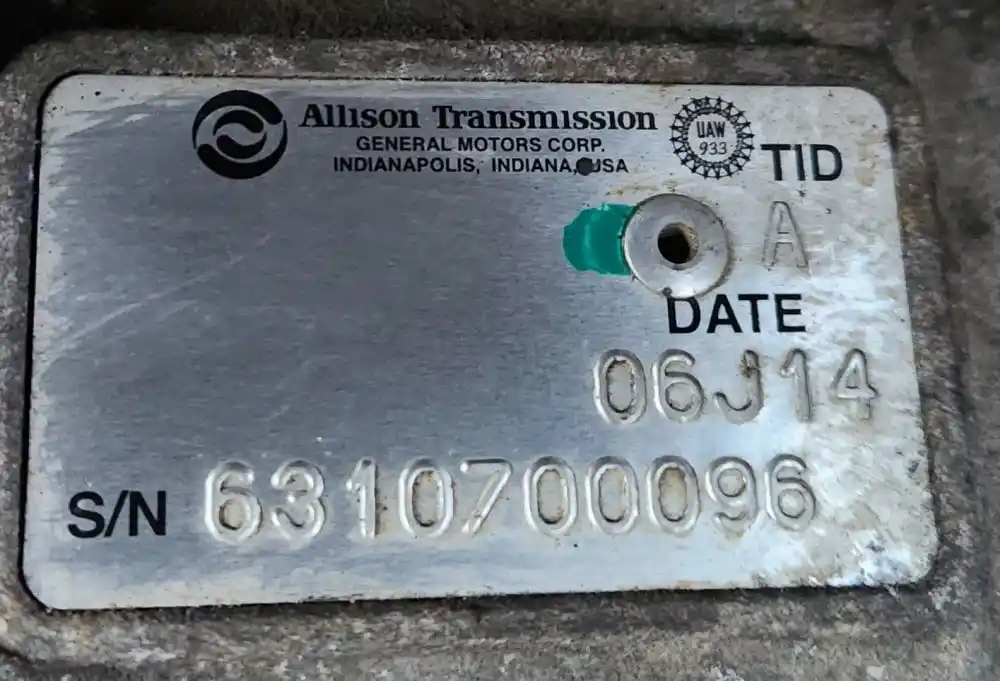 Allison Transmission
GENERAL MOTORS CORP.
INDIANAPOLIS, INDIANA, USA
UAW
933
TID
A
DATE
06J14
S/N 6310700096